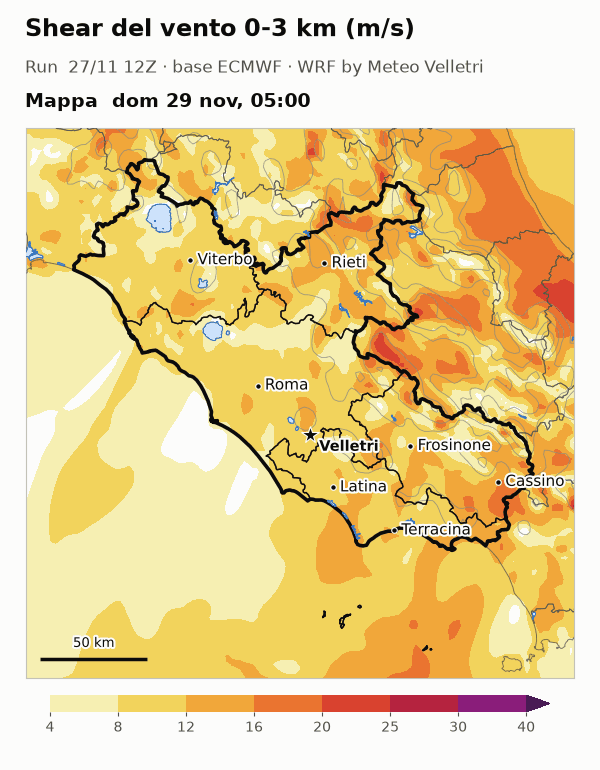 Shear del vento 0-3 km (m/s)
Run  27/11 12Z · base ECMWF · WRF by Meteo Velletri
Mappa  dom 29 nov, 05:00
Viterbo
Rieti
Roma
Velletri
Frosinone
Latina
Cassino
Terracina
50 km
4 8 12 16 20 25 30 40